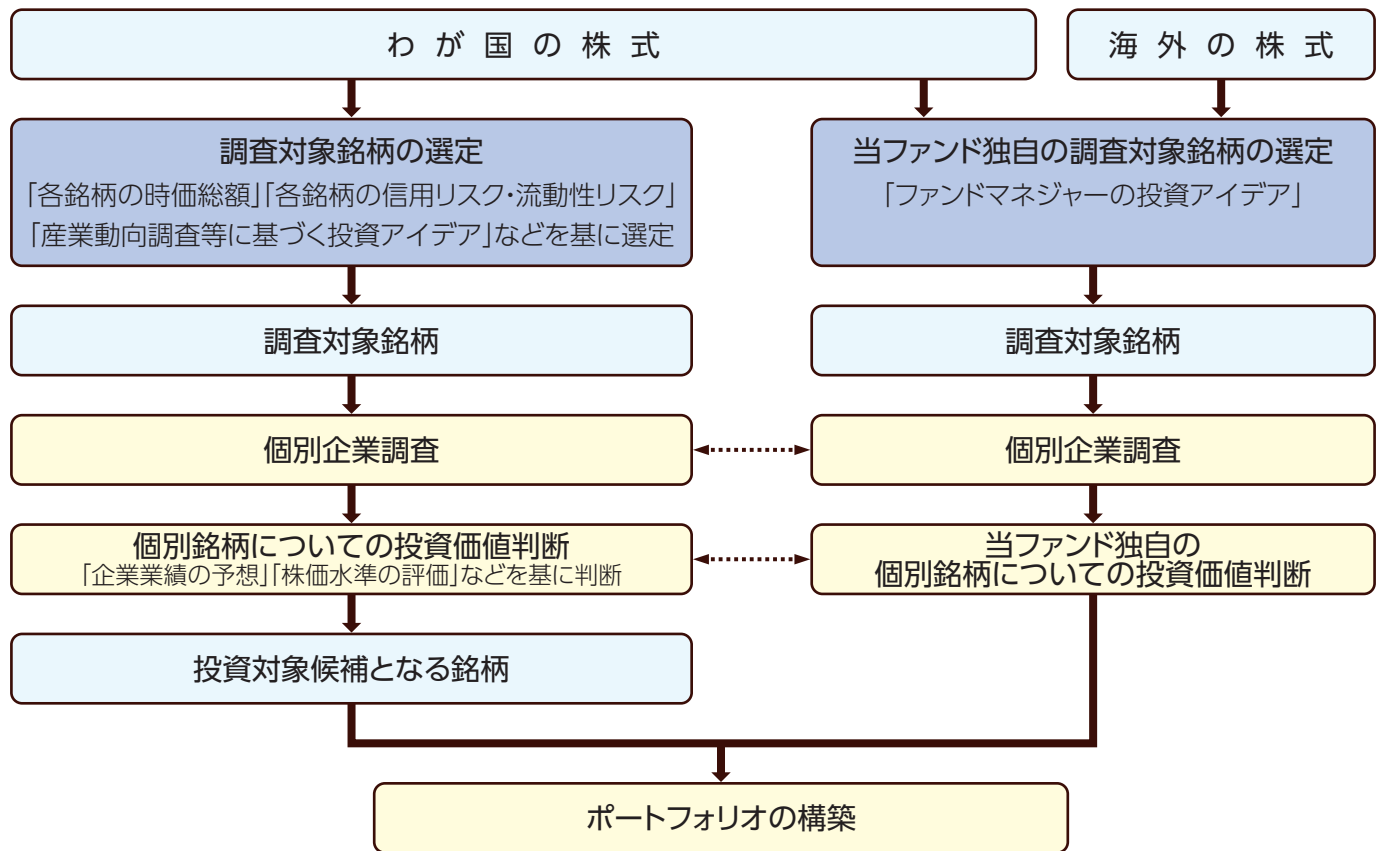 わが国の株式
海外の株式
調査対象銘柄の選定
「各銘柄の時価総額」「各銘柄の信用リスク・流動性リスク」
「産業動向調査等に基づく投資アイデア」などを基に選定
当ファンド独自の調査対象銘柄の選定
「ファンドマネジャーの投資アイデア」
調査対象銘柄
調査対象銘柄
個別企業調査
個別企業調査
個別銘柄についての投資価値判断
「企業業績の予想」「株価水準の評価」などを基に判断
当ファンド独自の
個別銘柄についての投資価値判断
投資対象候補となる銘柄
ポートフォリオの構築